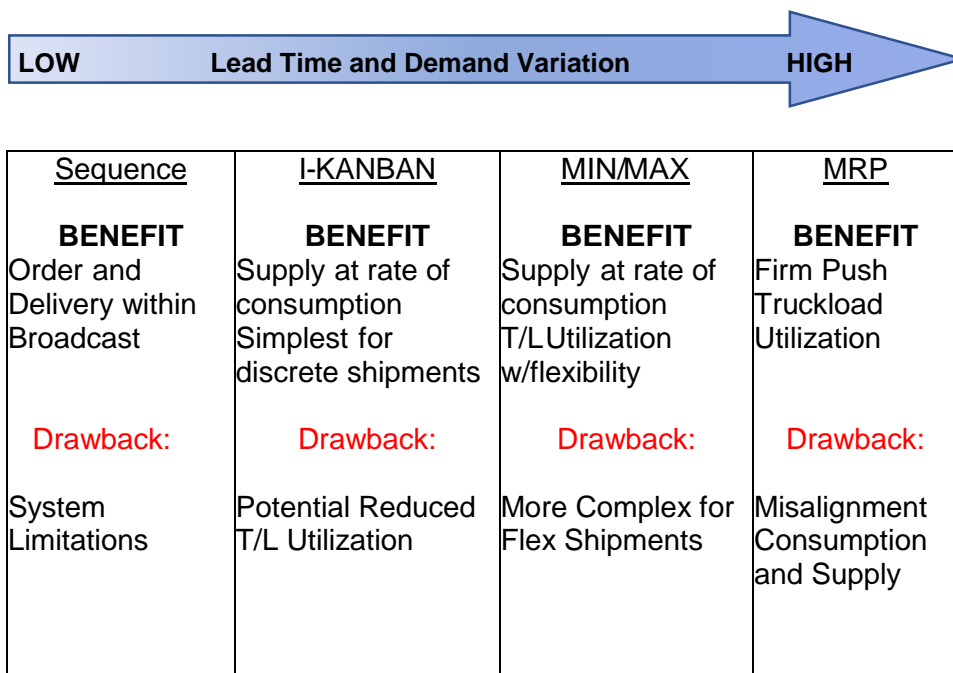 LOW Lead Time and Demand Variation HIGH
Sequence
BENEFIT
Order and
Delivery within
Broadcast
Drawback:
System
Limitations
I-KANBAN
BENEFIT
Supply at rate of
consumption
Simplest for
discrete shipments
Drawback:
Potential Reduced
T/L Utilization
MIN/MAX
BENEFIT
Supply at rate of
consumption
T/LUtilization
w/flexibility
Drawback:
More Complex for
Flex Shipments
MRP
BENEFIT
Firm Push
Truckload
Utilization
Drawback:
Misalignment
Consumption
and Supply